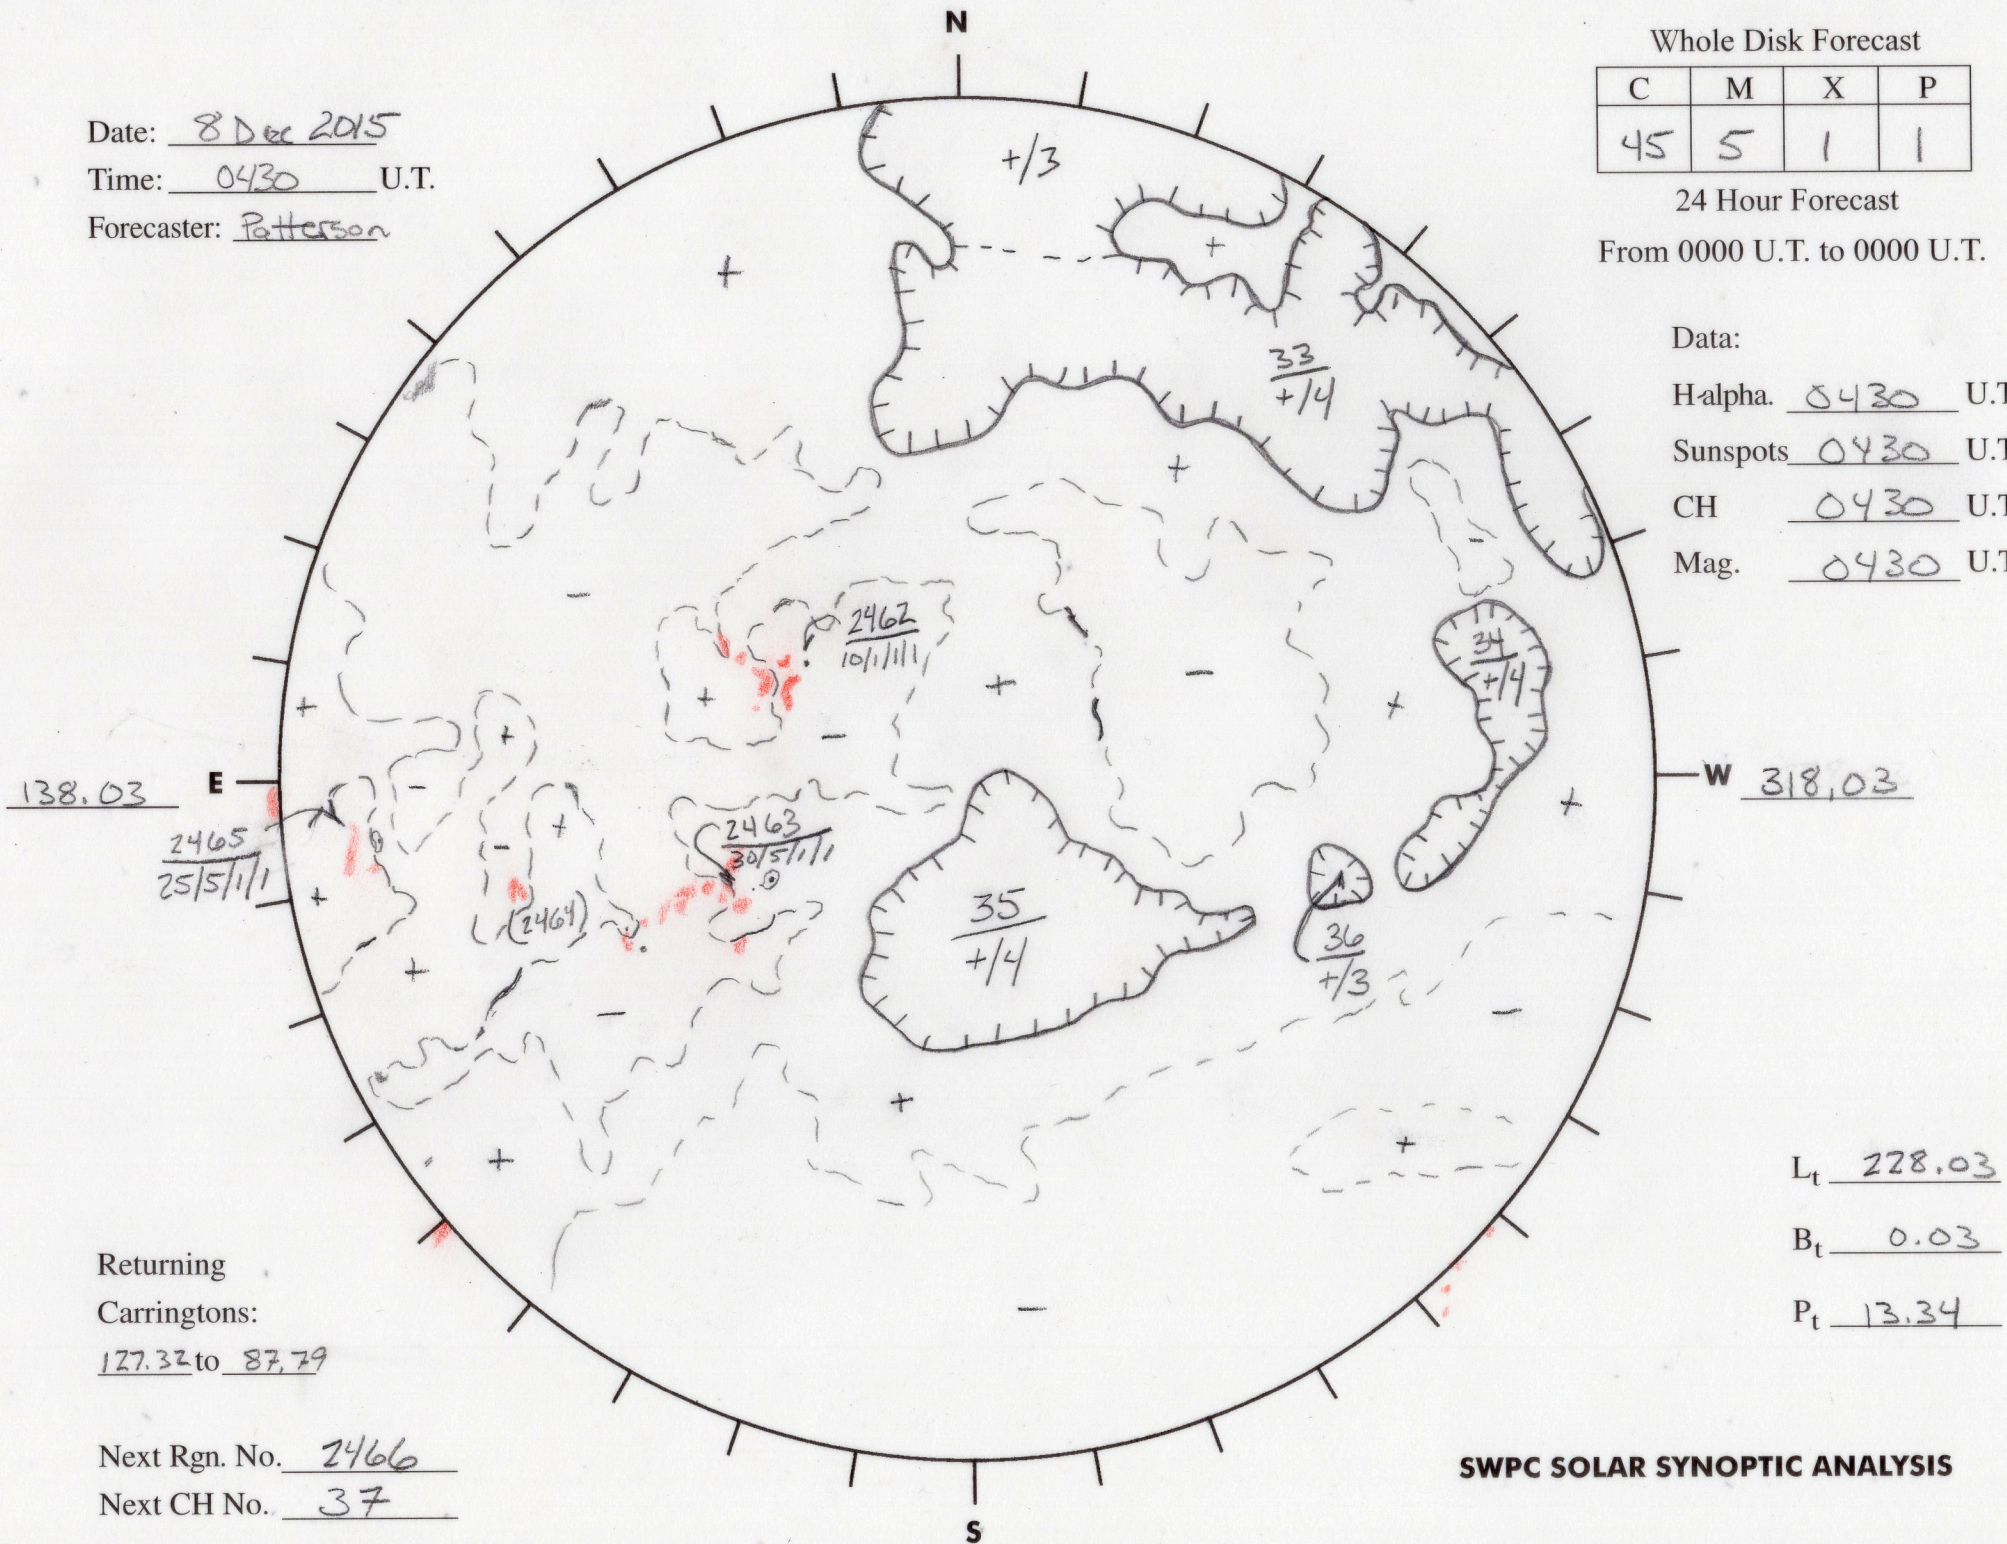 N
Whole Disk Forecast
C M X P
45 5 1 1
24 Hour Forecast
From 0000 U.T. to 0000 U.T.
Date: 8 Dec 2015
Time: 0430 U.T.
Forecaster: Patterson
Data:
H-alpha. 0430 U.T
Sunspots 0430 U.T
CH 0430 U.T
Mag. 0430 U.T
+/3
+
+
33
+/4
+
-
-
2462
10/1/1/1
34
+/4
+
+
-
+
+
+
-
138.03 E
W 318.03
+
-
+
-
+
2463
30/5/1/1
2465
25/5/1/1
+
(2464)
35
+/4
36
+/3
+
-
-
+
+
+
-
Lt 228.03
Bt 0.03
Pt 13.34
Returning
Carringtons:
127.32 to 87.79
Next Rgn. No. 2466
Next CH No. 37
S
SWPC SOLAR SYNOPTIC ANALYSIS